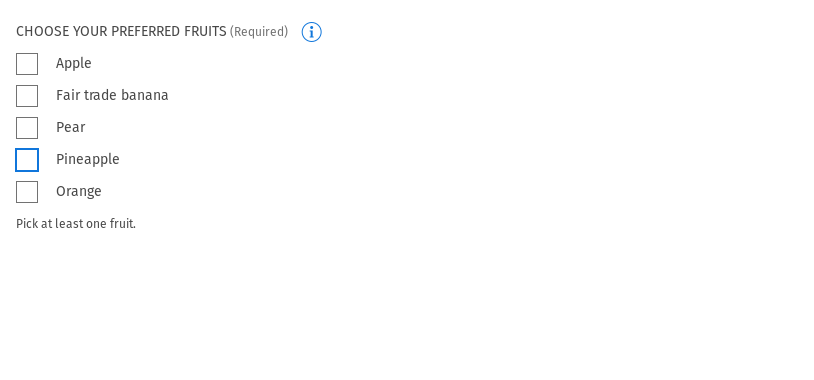 CHOOSE YOUR PREFERRED FRUITS (Required)
Apple
Fair trade banana
Pear
Pineapple
Orange
Pick at least one fruit.